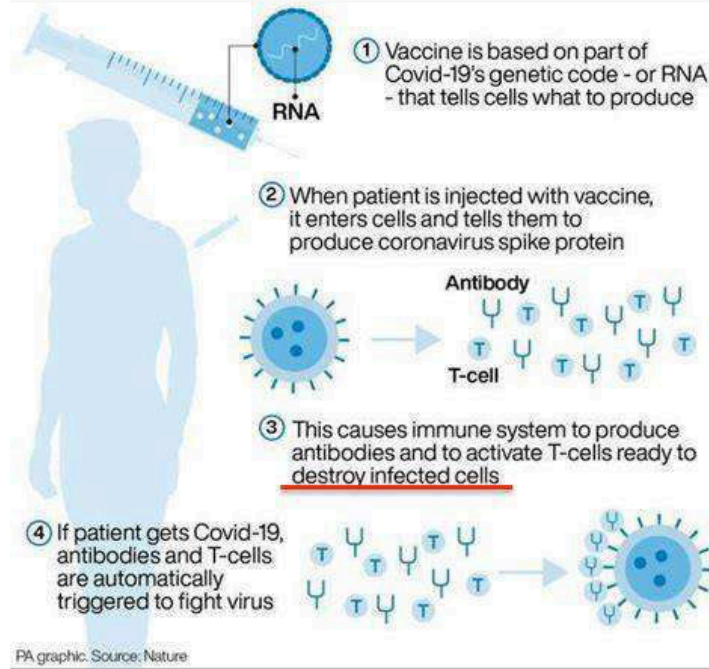 ① Vaccine is based on part of
Covid-19's genetic code - or RNA
- that tells cells what to produce
RNA
② When patient is injected with vaccine,
it enters cells and tells them to
produce coronavirus spike protein
Antibody
T T T T T T T
T-cell
③ This causes immune system to produce
antibodies and to activate T-cells ready to
destroy infected cells
④ If patient gets Covid-19,
antibodies and T-cells
are automatically
triggered to fight virus
T T T T T T
PA graphic. Source: Nature